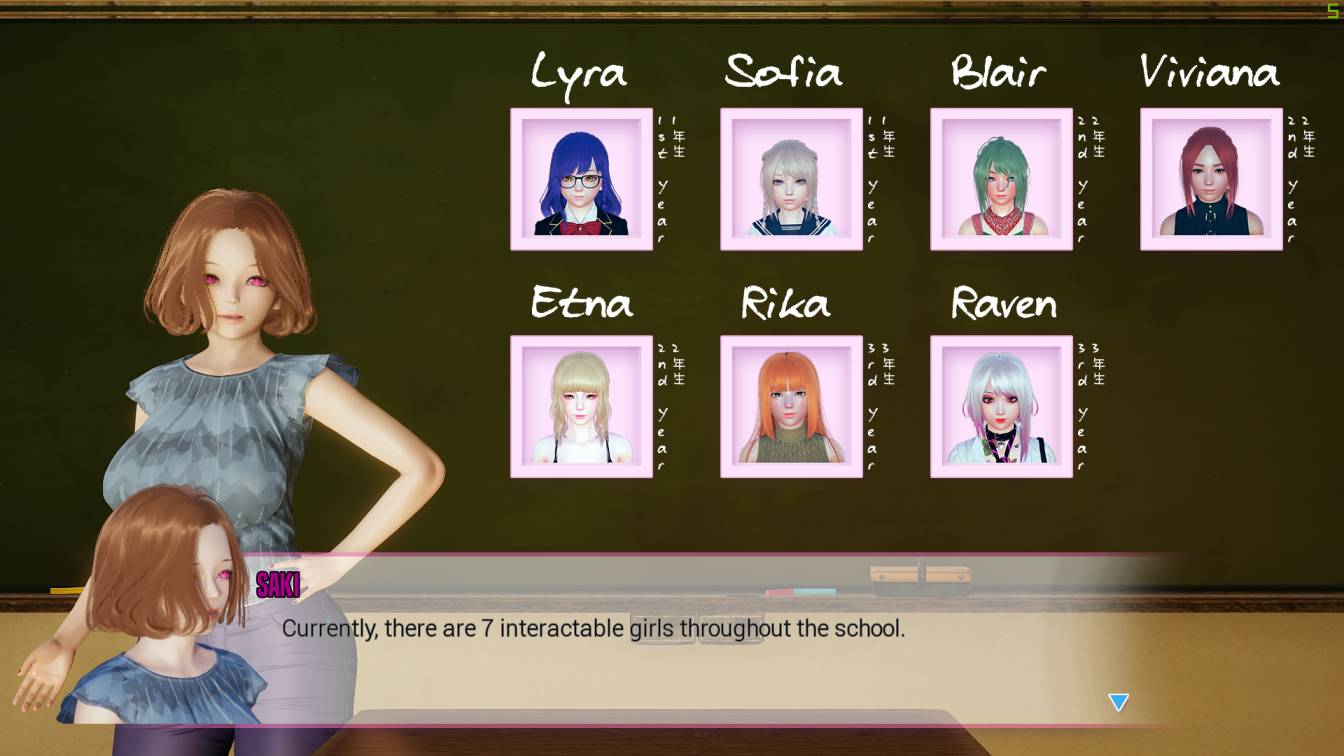 5
Lyra
1st year
1年生
Sofia
1st year
1年生
Blair
2nd year
2年生
Viviana
2nd year
2年生
Etna
2nd year
2年生
Rika
3rd year
3年生
Raven
3rd year
3年生
SAKI
Currently, there are 7 interactable girls throughout the school.